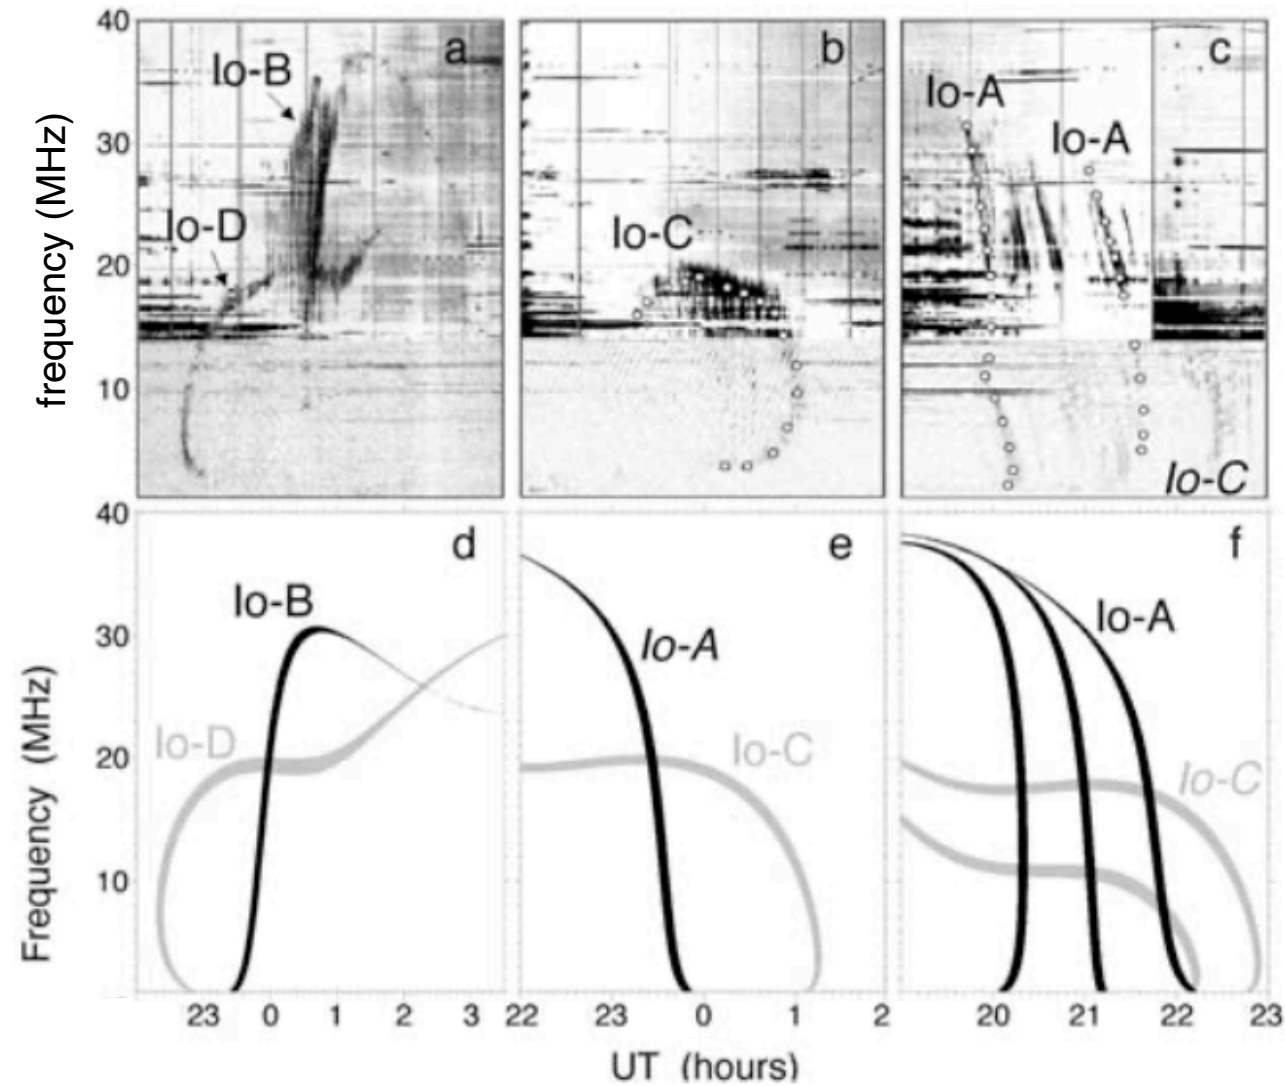 40
30
20
10
frequency (MHz)
a
Io-B
Io-D
b
Io-C
c
Io-A
Io-A
Io-C
40
30
20
10
Frequency (MHz)
d
Io-B
Io-D
e
Io-A
Io-C
f
Io-A
Io-C
23 0 1 2 3 22 23 0 1 2 20 21 22 23
UT (hours)